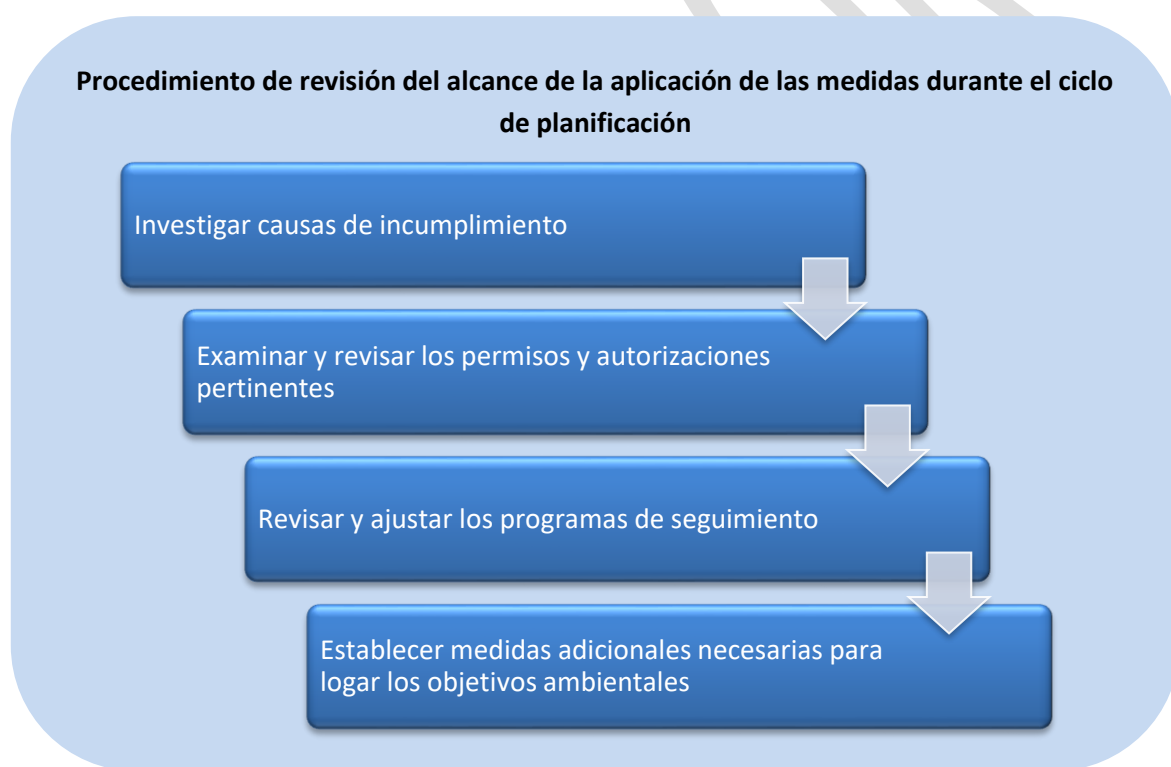 Procedimiento de revisión del alcance de la aplicación de las medidas durante el ciclo
de planificación
Investigar causas de incumplimiento
Examinar y revisar los permisos y autorizaciones
pertinentes
Revisar y ajustar los programas de seguimiento
Establecer medidas adicionales necesarias para
logar los objetivos ambientales